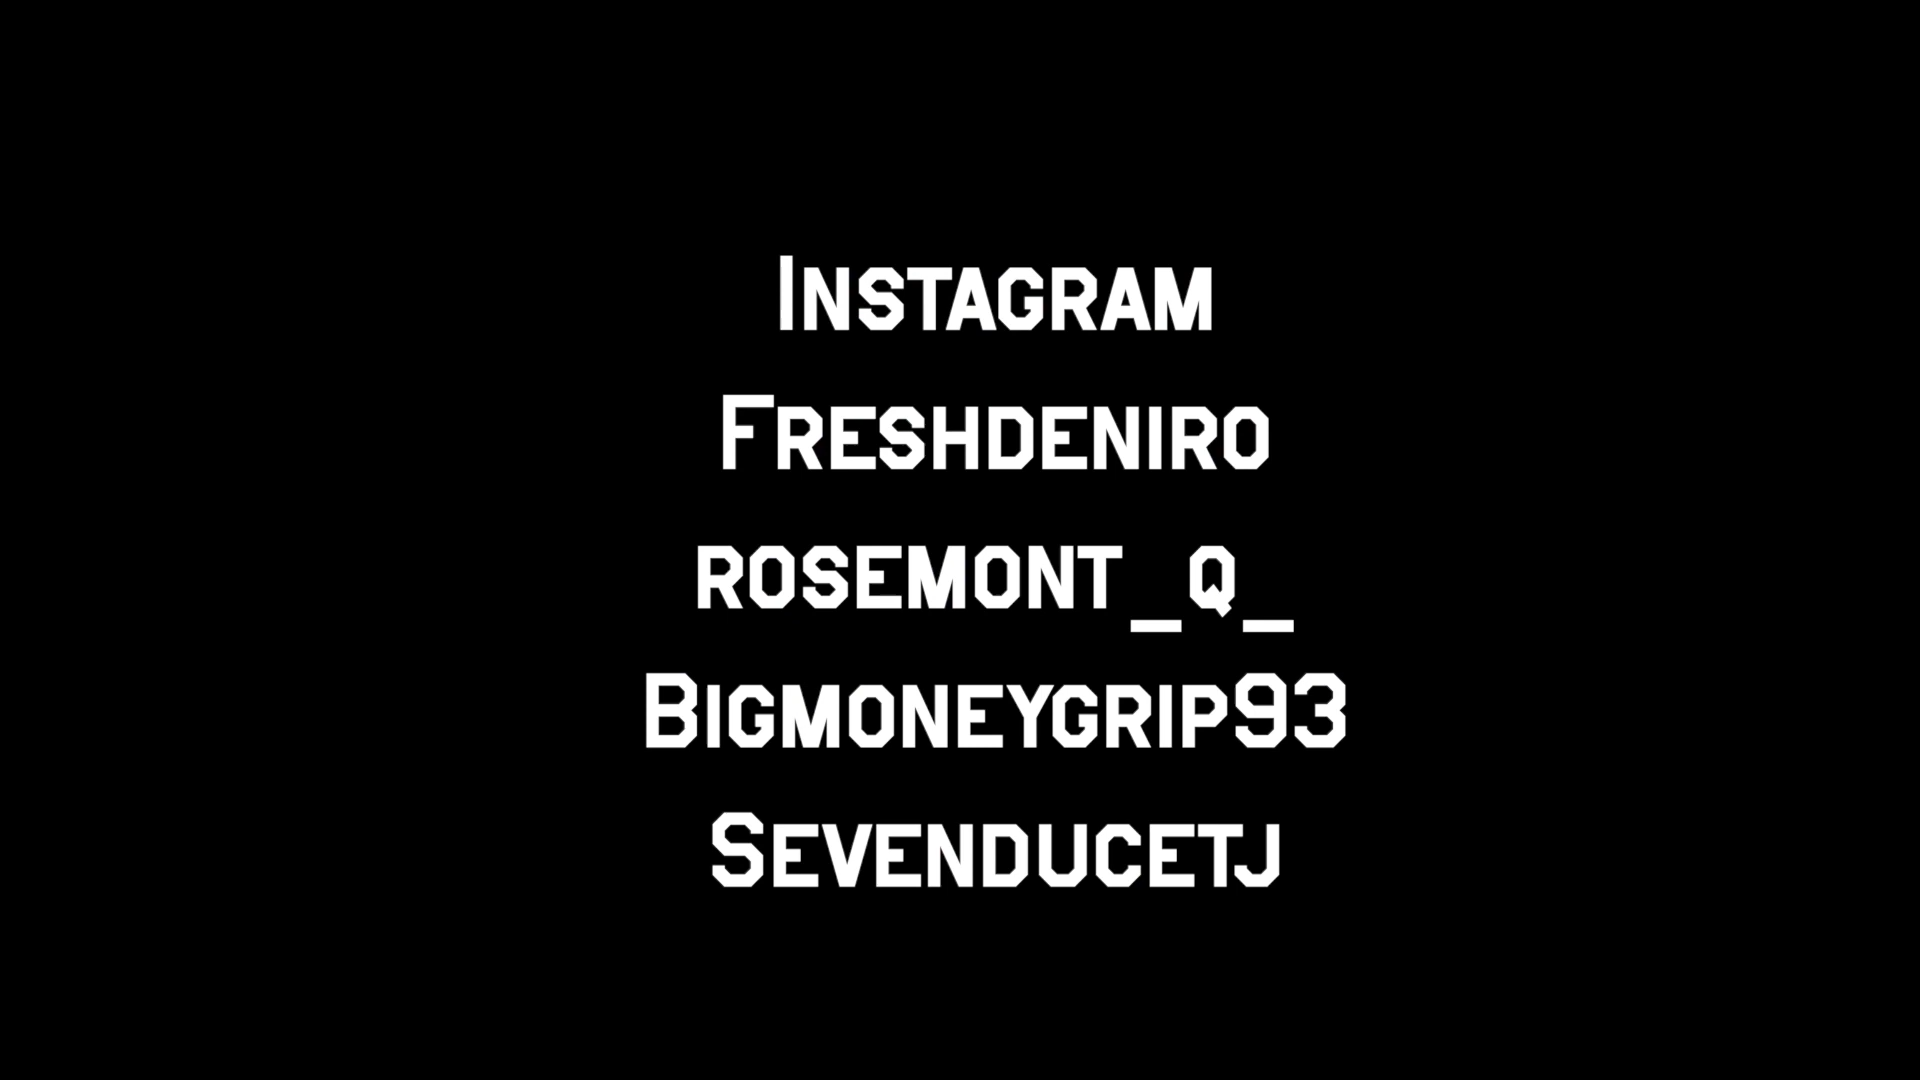 Instagram
Freshdeniro
rosemont_q_
Bigmoneygrip93
Sevenducetj